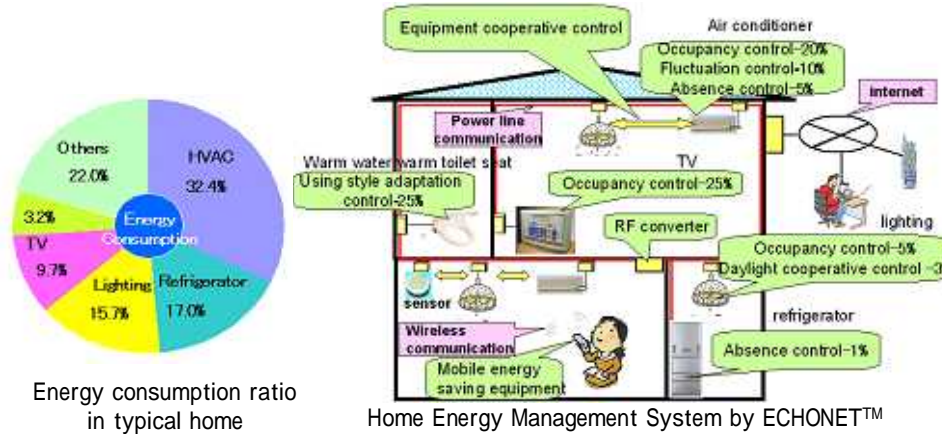 Others
22.0%
HVAC
32.4%
3.2%
Energy
Consumption
TV
9.7%
Lighting
15.7%
Refrigerator
17.0%
Energy consumption ratio
in typical home
Equipment cooperative control
Air conditioner
Occupancy control-20%
Fluctuation control-10%
Absence control-5%
internet
Power line
communication
Warm water warm toilet seat
Using style adaptation
control-25%
TV
Occupancy control-25%
RF converter
lighting
Occupancy control-5%
Daylight cooperative control -3
sensor
Wireless
communication
Mobile energy
saving equipment
refrigerator
Absence control-1%
Home Energy Management System by ECHONET™